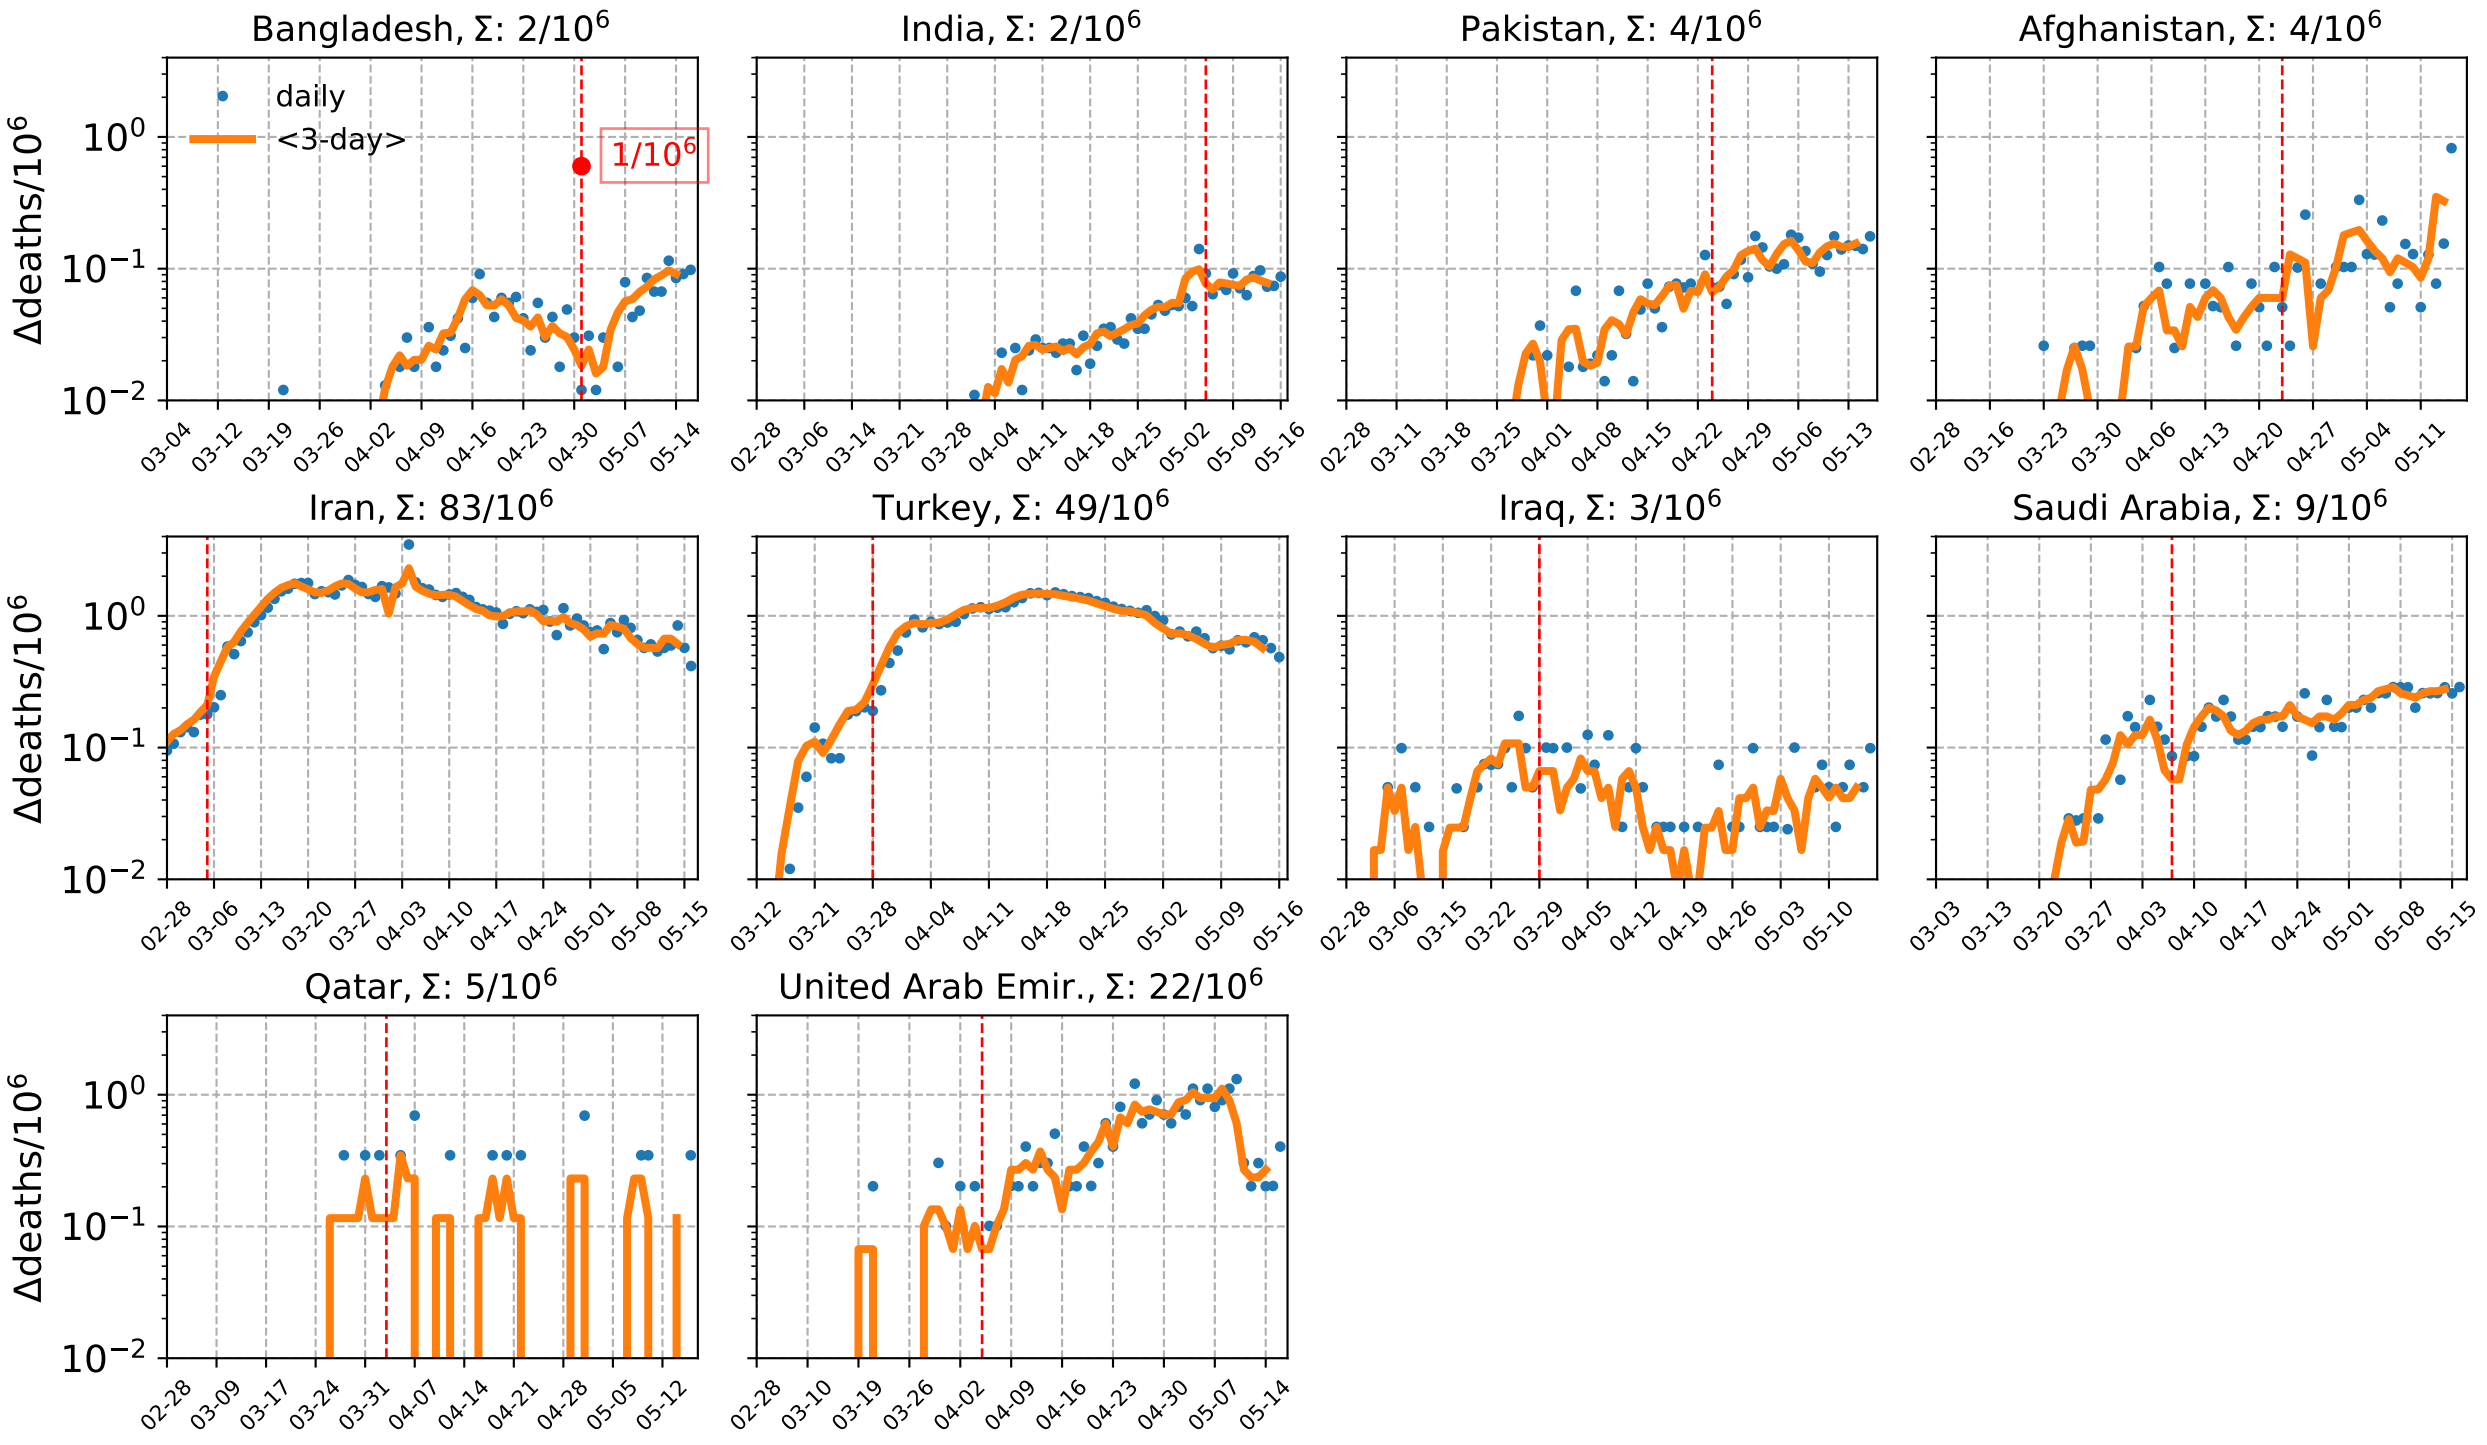 Bangladesh, Σ: 2/10⁶
India, Σ: 2/10⁶
Pakistan, Σ: 4/10⁶
Afghanistan, Σ: 4/10⁶
Δdeaths/10⁶
10⁰
10⁻¹
10⁻²
daily
<3-day>
1/10⁶
03-04 03-12 03-19 03-26 04-02 04-09 04-16 04-23 04-30 05-07 05-14
02-28 03-06 03-14 03-21 03-28 04-04 04-11 04-18 04-25 05-02 05-09 05-16
02-28 03-11 03-18 03-25 04-01 04-08 04-15 04-22 04-29 05-06 05-13
02-28 03-16 03-23 03-30 04-06 04-13 04-20 04-27 05-04 05-11
Iran, Σ: 83/10⁶
Turkey, Σ: 49/10⁶
Iraq, Σ: 3/10⁶
Saudi Arabia, Σ: 9/10⁶
Δdeaths/10⁶
10⁰
10⁻¹
10⁻²
02-28 03-06 03-13 03-20 03-27 04-03 04-10 04-17 04-24 05-01 05-08 05-15
03-12 03-21 03-28 04-04 04-11 04-18 04-25 05-02 05-09 05-16
02-28 03-06 03-15 03-22 03-29 04-05 04-12 04-19 04-26 05-03 05-10
03-03 03-13 03-20 03-27 04-03 04-10 04-17 04-24 05-01 05-08 05-15
Qatar, Σ: 5/10⁶
United Arab Emir., Σ: 22/10⁶
Δdeaths/10⁶
10⁰
10⁻¹
10⁻²
02-28 03-09 03-17 03-24 03-31 04-07 04-14 04-21 04-28 05-05 05-12
02-28 03-10 03-19 03-26 04-02 04-09 04-16 04-23 04-30 05-07 05-14